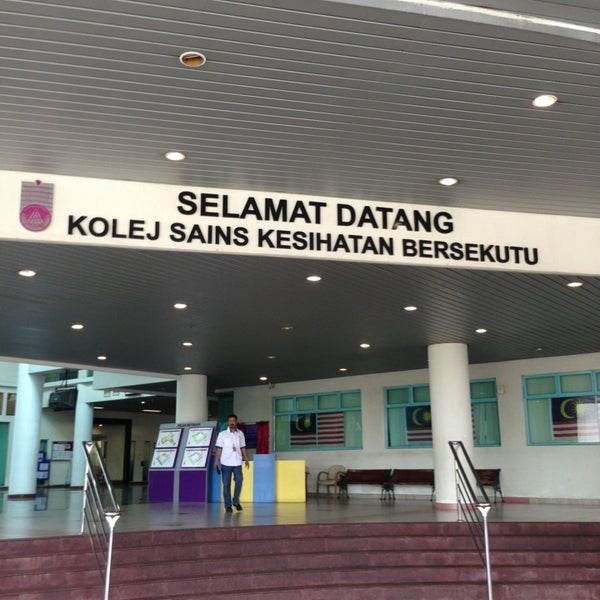 SELAMAT DATANG
KOLEJ SAINS KESIHATAN BERSEKUTU